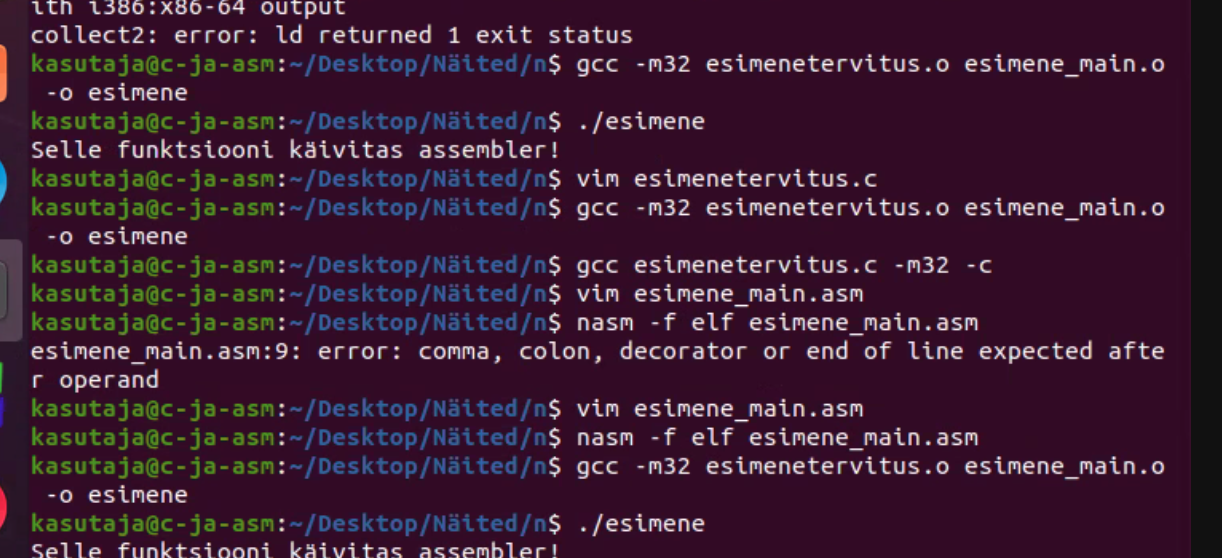 ith i386:x86-64 output
collect2: error: ld returned 1 exit status
kasutaja@c-ja-asm:~/Desktop/Näited/n$ gcc -m32 esimenetervitus.o esimene_main.o
 -o esimene
kasutaja@c-ja-asm:~/Desktop/Näited/n$ ./esimene
Selle funktsiooni käivitas assembler!
kasutaja@c-ja-asm:~/Desktop/Näited/n$ vim esimenetervitus.c
kasutaja@c-ja-asm:~/Desktop/Näited/n$ gcc -m32 esimenetervitus.o esimene_main.o
 -o esimene
kasutaja@c-ja-asm:~/Desktop/Näited/n$ gcc esimenetervitus.c -m32 -c
kasutaja@c-ja-asm:~/Desktop/Näited/n$ vim esimene_main.asm
kasutaja@c-ja-asm:~/Desktop/Näited/n$ nasm -f elf esimene_main.asm
esimene_main.asm:9: error: comma, colon, decorator or end of line expected afte
r operand
kasutaja@c-ja-asm:~/Desktop/Näited/n$ vim esimene_main.asm
kasutaja@c-ja-asm:~/Desktop/Näited/n$ nasm -f elf esimene_main.asm
kasutaja@c-ja-asm:~/Desktop/Näited/n$ gcc -m32 esimenetervitus.o esimene_main.o
 -o esimene
kasutaja@c-ja-asm:~/Desktop/Näited/n$ ./esimene
Selle funktsiooni käivitas assembler!